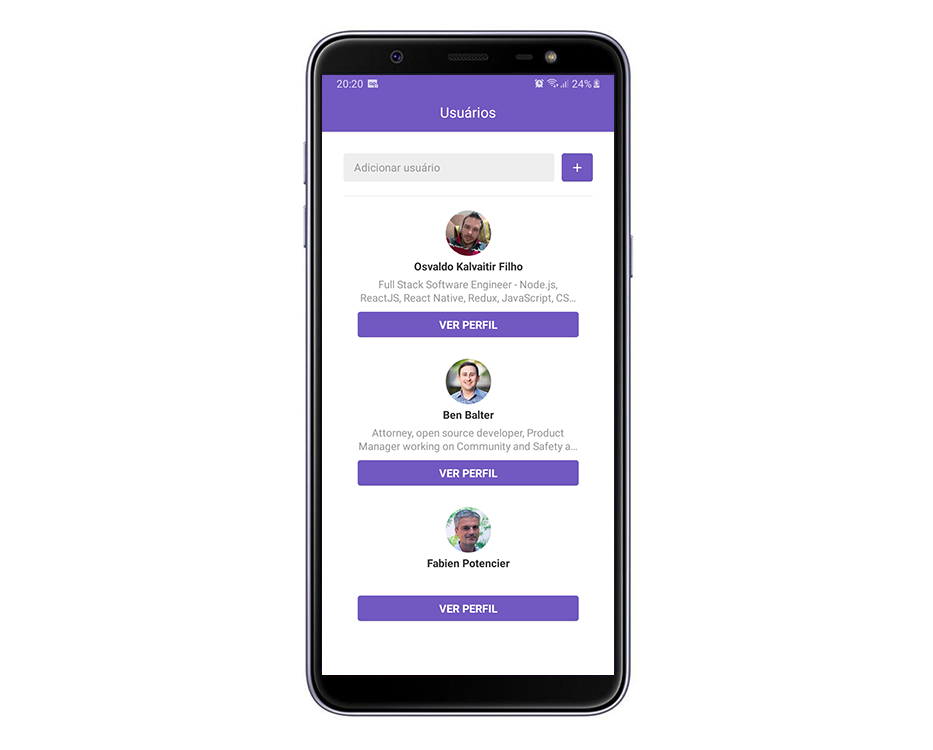 20:20
24%
Usuários
Adicionar usuário
+
Osvaldo Kalvaitir Filho
Full Stack Software Engineer - Node.js,
ReactJS, React Native, Redux, JavaScript, CS...
VER PERFIL
Ben Balter
Attorney, open source developer, Product
Manager working on Community and Safety a...
VER PERFIL
Fabien Potencier
VER PERFIL